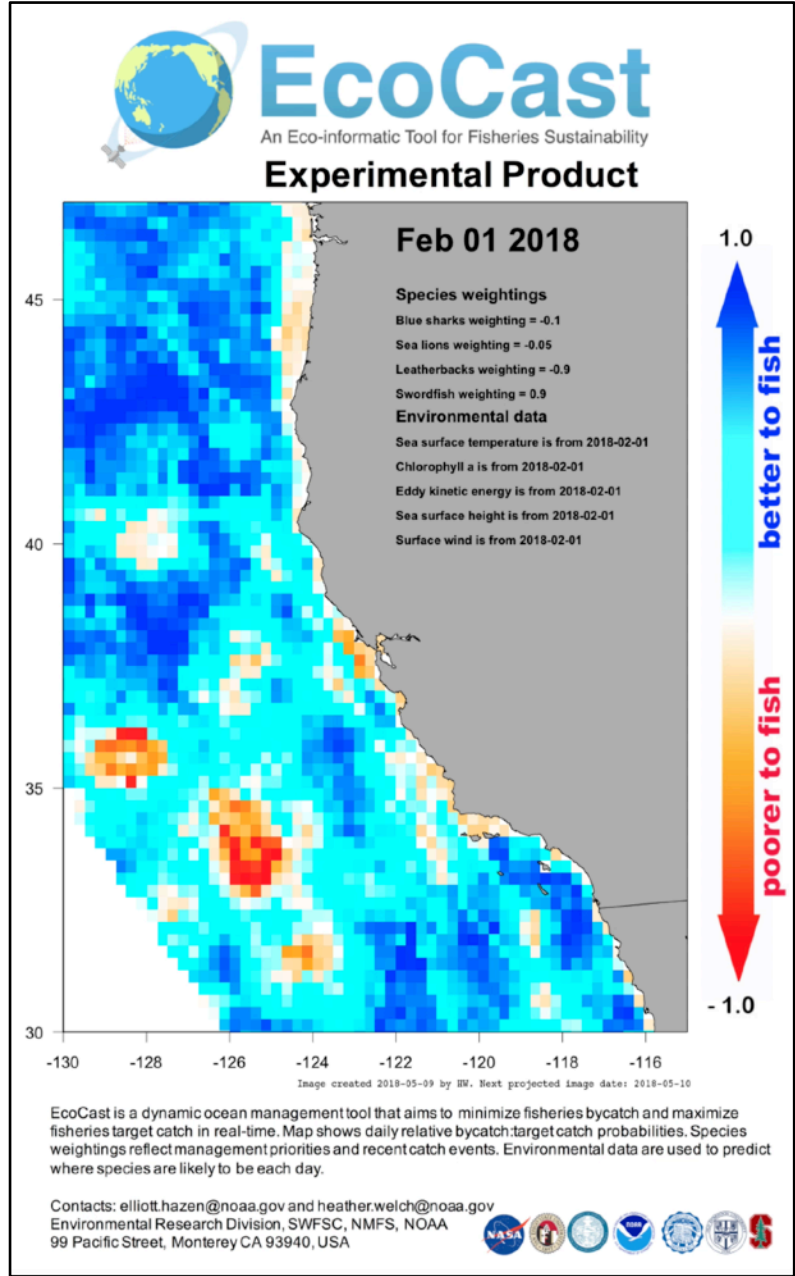 EcoCast
An Eco-informatic Tool for Fisheries Sustainability
Experimental Product
Feb 01 2018
Species weightings
Blue sharks weighting = -0.1
Sea lions weighting = -0.05
Leatherbacks weighting = -0.9
Swordfish weighting = 0.9
Environmental data
Sea surface temperature is from 2018-02-01
Chlorophyll a is from 2018-02-01
Eddy kinetic energy is from 2018-02-01
Sea surface height is from 2018-02-01
Surface wind is from 2018-02-01
1.0
better to fish
poorer to fish
- 1.0
45
40
35
30
-130
-128
-126
-124
-122
-120
-118
-116
Image created 2018-05-09 by HW. Next projected image date: 2018-05-10
EcoCast is a dynamic ocean management tool that aims to minimize fisheries bycatch and maximize
fisheries target catch in real-time. Map shows daily relative bycatch:target catch probabilities. Species
weightings reflect management priorities and recent catch events. Environmental data are used to predict
where species are likely to be each day.
Contacts: elliott.hazen@noaa.gov and heather.welch@noaa.gov
Environmental Research Division, SWFSC, NMFS, NOAA
99 Pacific Street, Monterey CA 93940, USA
NASA
NOAA
S